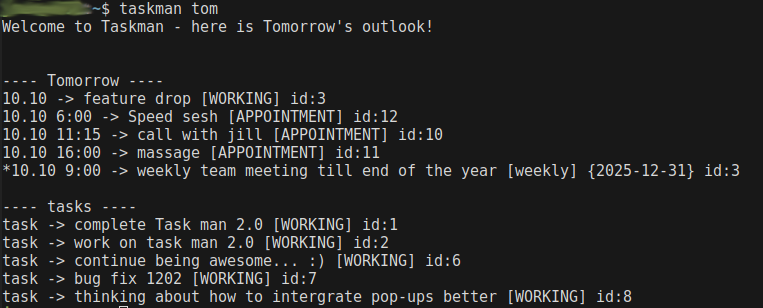 ~$ taskman tom
Welcome to Taskman - here is Tomorrow's outlook!
---- Tomorrow ----
10.10 -> feature drop [WORKING] id:3
10.10 6:00 -> Speed sesh [APPOINTMENT] id:12
10.10 11:15 -> call with jill [APPOINTMENT] id:10
10.10 16:00 -> massage [APPOINTMENT] id:11
*10.10 9:00 -> weekly team meeting till end of the year [weekly] {2025-12-31} id:3
---- tasks ----
task -> complete Task man 2.0 [WORKING] id:1
task -> work on task man 2.0 [WORKING] id:2
task -> continue being awesome... :) [WORKING] id:6
task -> bug fix 1202 [WORKING] id:7
task -> thinking about how to intergrate pop-ups better [WORKING] id:8